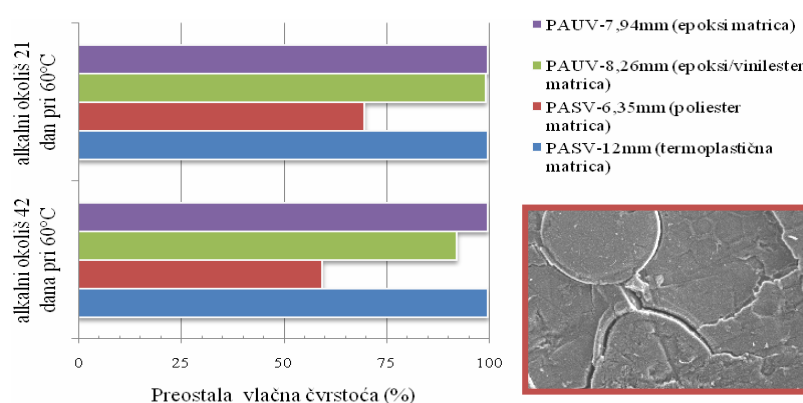 alkalni okoliš 21
dan pri 60°C
alkalni okoliš 42
dana pri 60°C
0
25
50
75
100
Preostala vlačna čvrstoća (%)
PAUV-7,94mm (epoksi matrica)
PAUV-8,26mm (epoksi/vinilester
matrica)
PASV-6,35mm (poliester
matrica)
PASV-12mm (termoplastična
matrica)